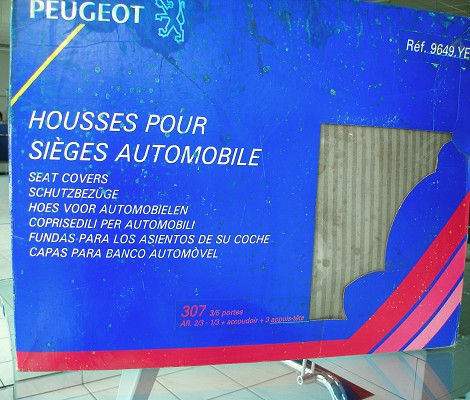 PEUGEOT
Réf. 9649.YE
HOUSSES POUR
SIÈGES AUTOMOBILE
SEAT COVERS
SCHUTZBEZÜGE
HOES VOOR AUTOMOBIELEN
COPRISEDILI PER AUTOMOBILI
FUNDAS PARA LOS ASIENTOS DE SU COCHE
CAPAS PARA BANCO AUTOMÒVEL
307 3/5 portes
AR. 2/3 - 1/3 + accoudoir + 3 appuis-tête